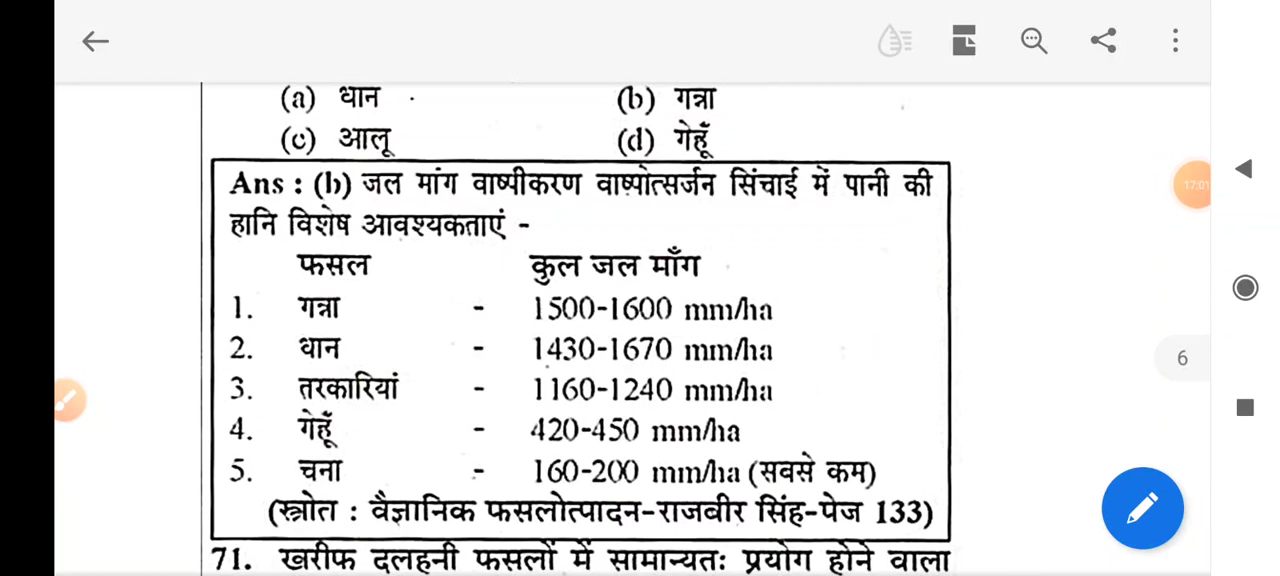 (a) धान (b) गन्ना
(c) आलू (d) गेहूँ
Ans : (b) जल मांग वाष्पीकरण वाष्पोत्सर्जन सिंचाई में पानी की
हानि विशेष आवश्यकताएं -
फसल कुल जल माँग
1. गन्ना - 1500-1600 mm/ha
2. धान - 1430-1670 mm/ha
3. तरकारियां - 1160-1240 mm/ha
4. गेहूँ - 420-450 mm/ha
5. चना - 160-200 mm/ha (सबसे कम)
(स्त्रोत : वैज्ञानिक फसलोत्पादन-राजबीर सिंह-पेज 133)
71. खरीफ दलहनी फसलों में सामान्यतः प्रयोग होने वाला
17:01
6